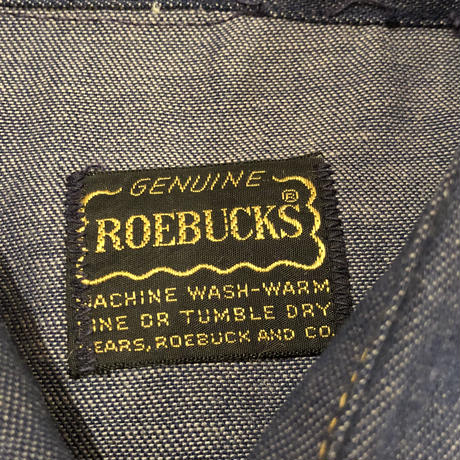 GENUINE
ROEBUCKS®
ACHINE WASH-WARM
INE OR TUMBLE DRY
EARS, ROEBUCK AND CO.